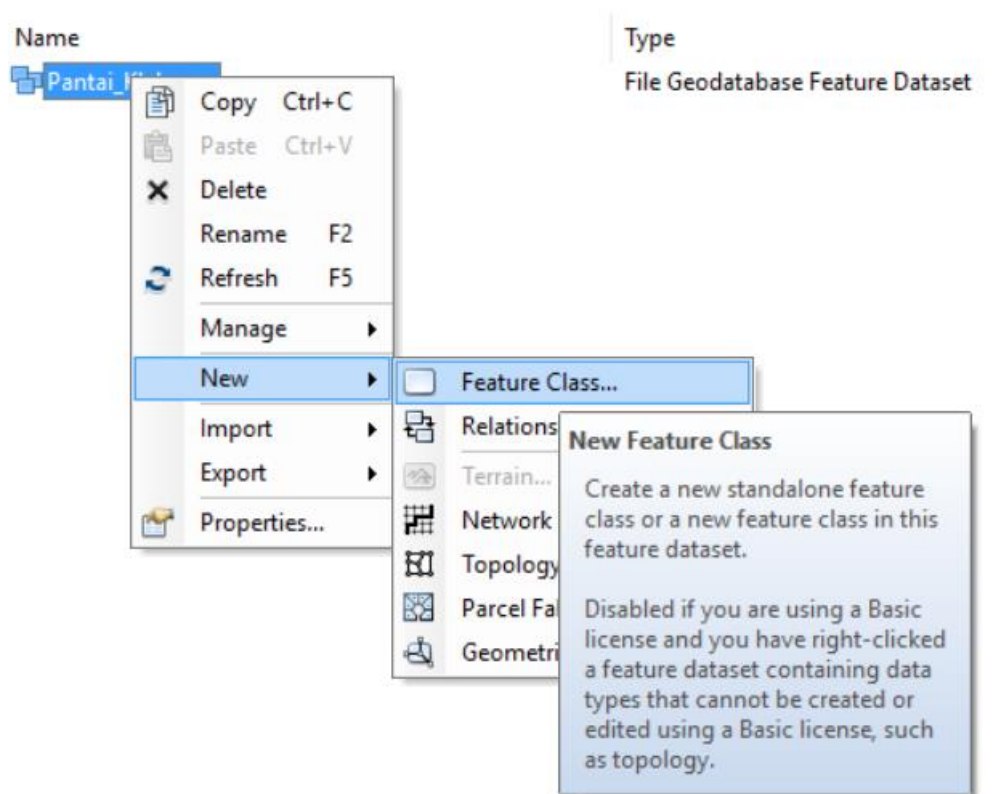 Name Type
Pantai_ File Geodatabase Feature Dataset
Copy Ctrl+C
Paste Ctrl+V
Delete
Rename F2
Refresh F5
Manage
New
Import
Export
Properties...
Feature Class...
Relations
Terrain...
Network
Topology
Parcel Fa
Geometri
New Feature Class
Create a new standalone feature
class or a new feature class in this
feature dataset.
Disabled if you are using a Basic
license and you have right-clicked
a feature dataset containing data
types that cannot be created or
edited using a Basic license, such
as topology.